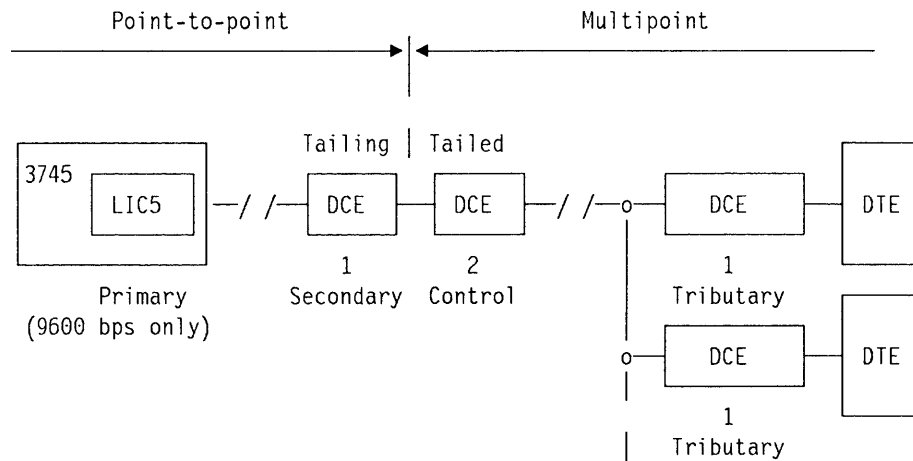 Point-to-point Multipoint
Tailing Tailed
3745
LIC5 DCE DCE DCE DTE
1 2 1
Primary Secondary Control Tributary
(9600 bps only)
DCE DTE
1
Tributary